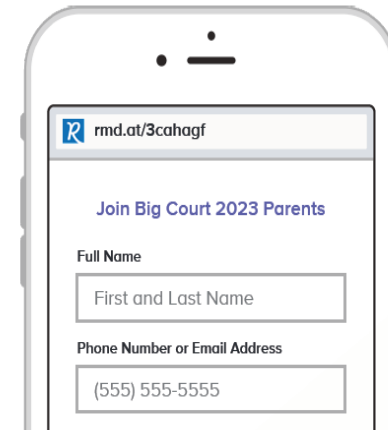 rmd.at/3cahagf
Join Big Court 2023 Parents
Full Name
First and Last Name
Phone Number or Email Address
(555) 555-5555